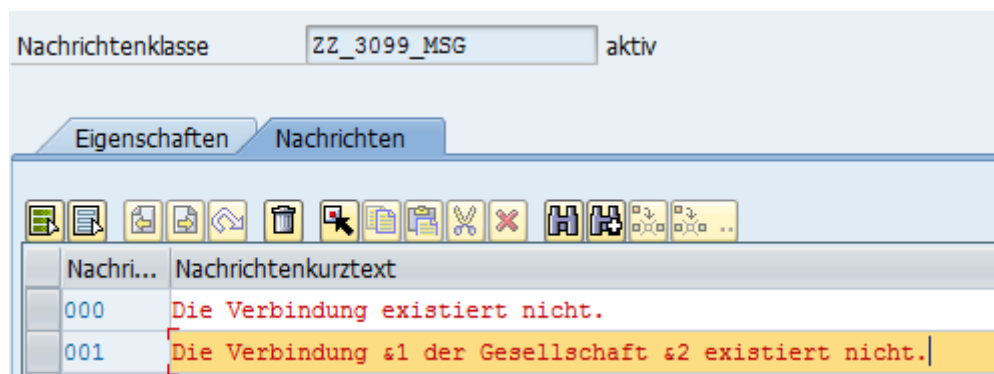 Nachrichtenklasse ZZ_3099_MSG aktiv
Eigenschaften Nachrichten
Nachri... Nachrichtenkurztext
000 Die Verbindung existiert nicht.
001 Die Verbindung &1 der Gesellschaft &2 existiert nicht.